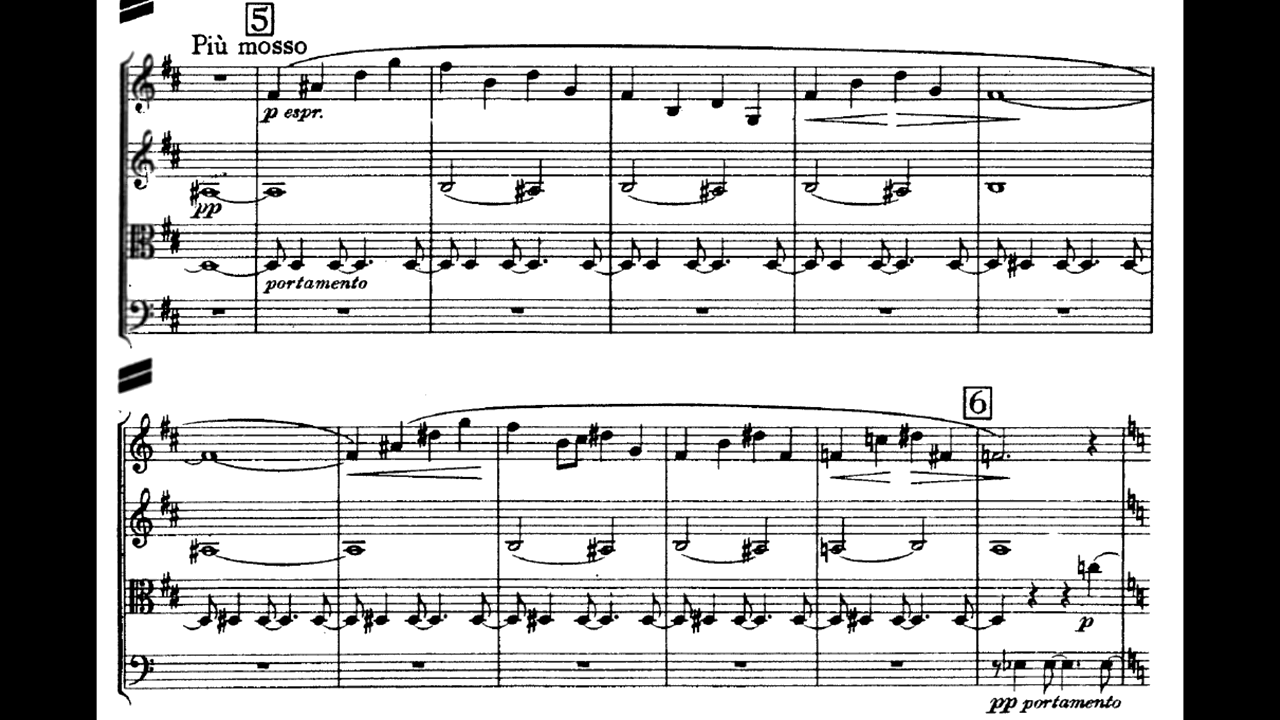 5
Più mosso
p espr.
pp
portamento
6
p
pp portamento